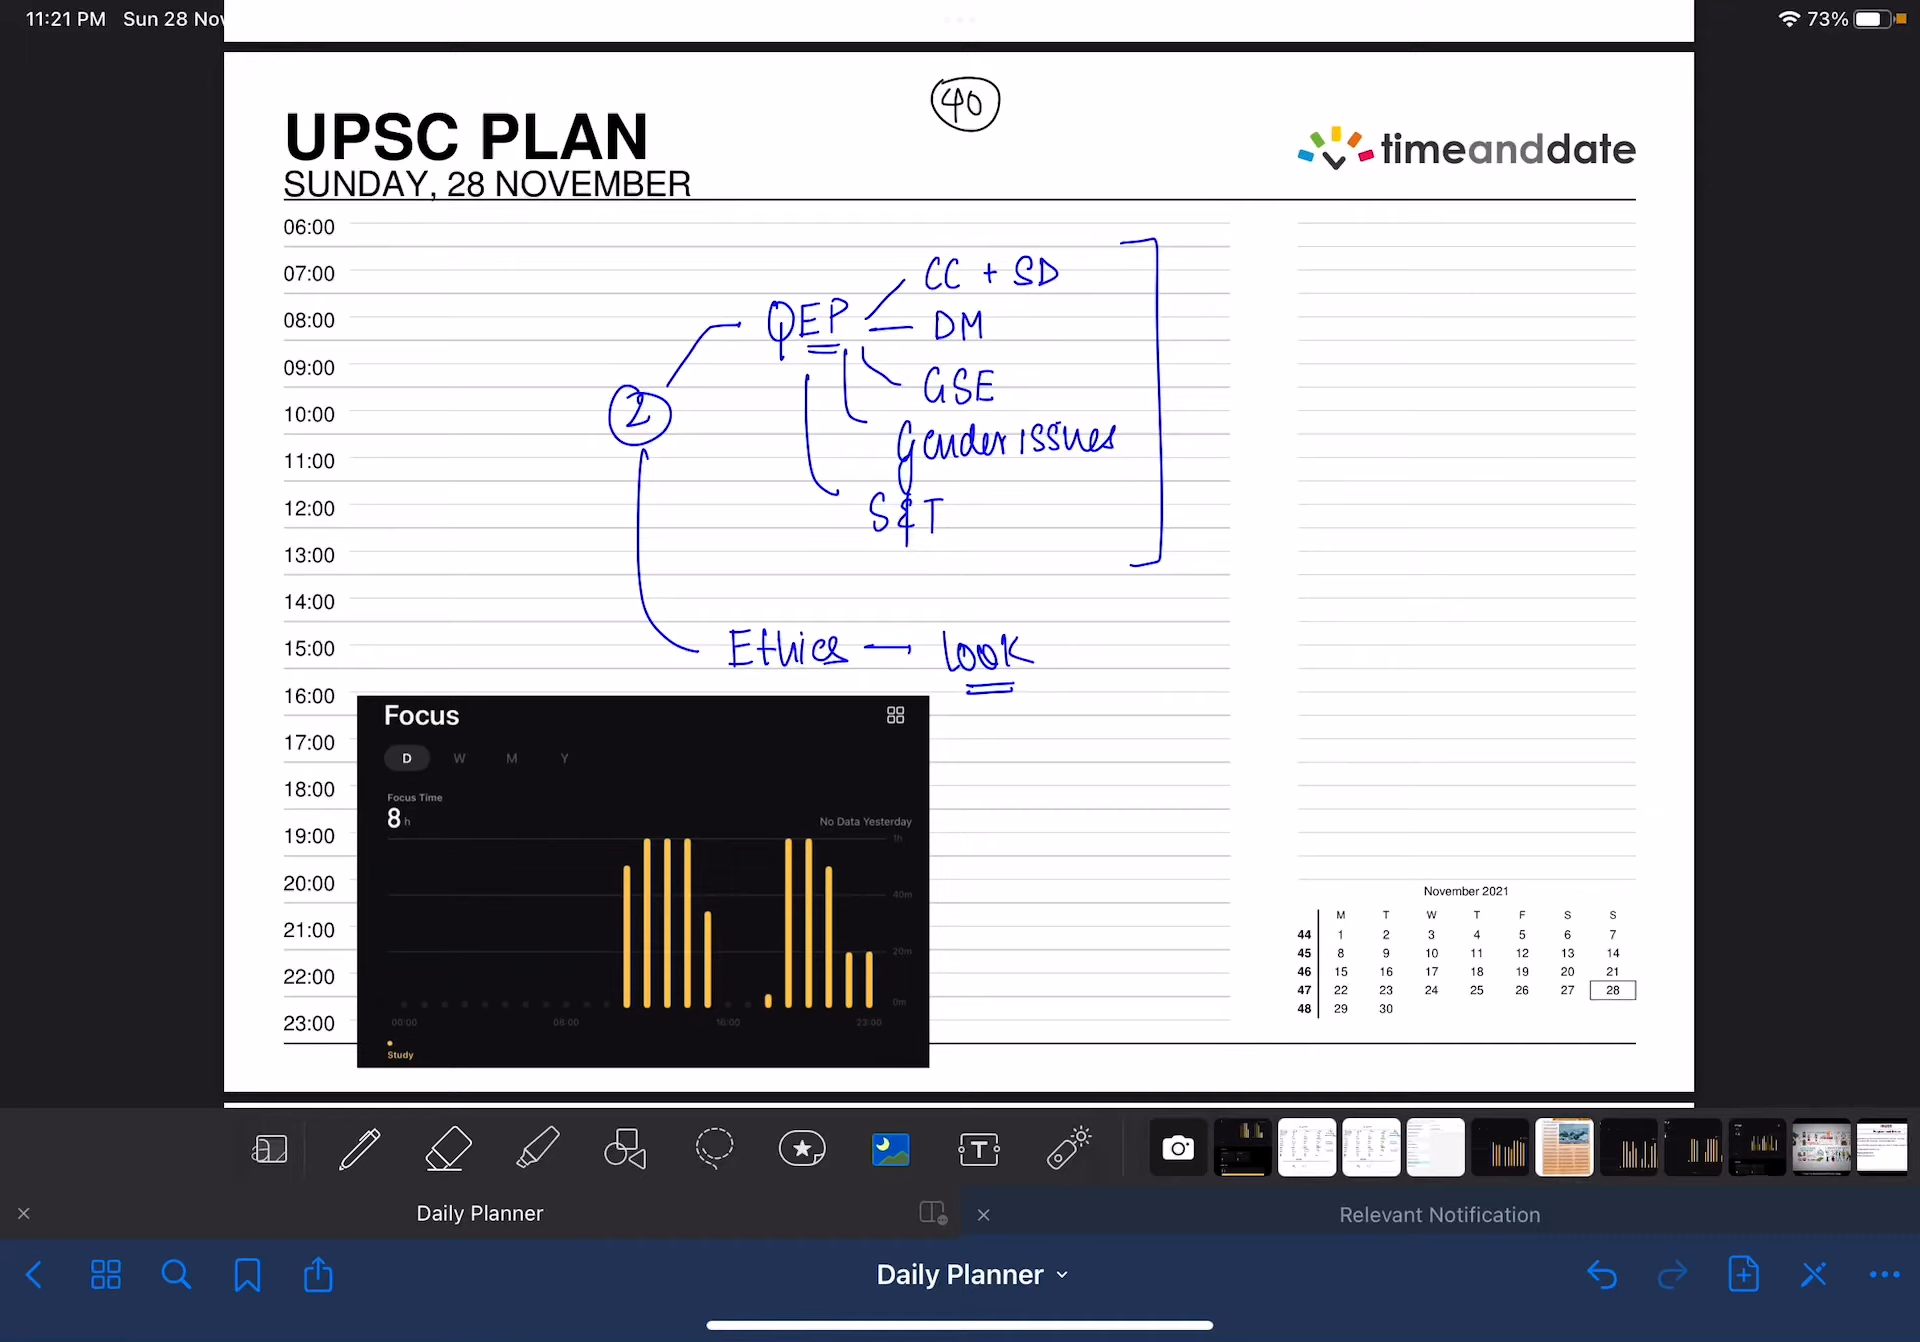 11:21 PM Sun 28 Nov
73%
40
UPSC PLAN
SUNDAY, 28 NOVEMBER
timeanddate
06:00
07:00
08:00
09:00
10:00
11:00
12:00
13:00
14:00
15:00
16:00
17:00
18:00
19:00
20:00
21:00
22:00
23:00
2
QEP
CC + SD
DM
GSE
Gender issues
S&T
Ethics — look
Focus
D W M Y
Focus Time
8 h
No Data Yesterday
1h
40m
20m
0m
00:00 08:00 16:00 23:00
Study
November 2021
M T W T F S S
44 1 2 3 4 5 6 7
45 8 9 10 11 12 13 14
46 15 16 17 18 19 20 21
47 22 23 24 25 26 27 28
48 29 30
T
Daily Planner
Relevant Notification
Daily Planner